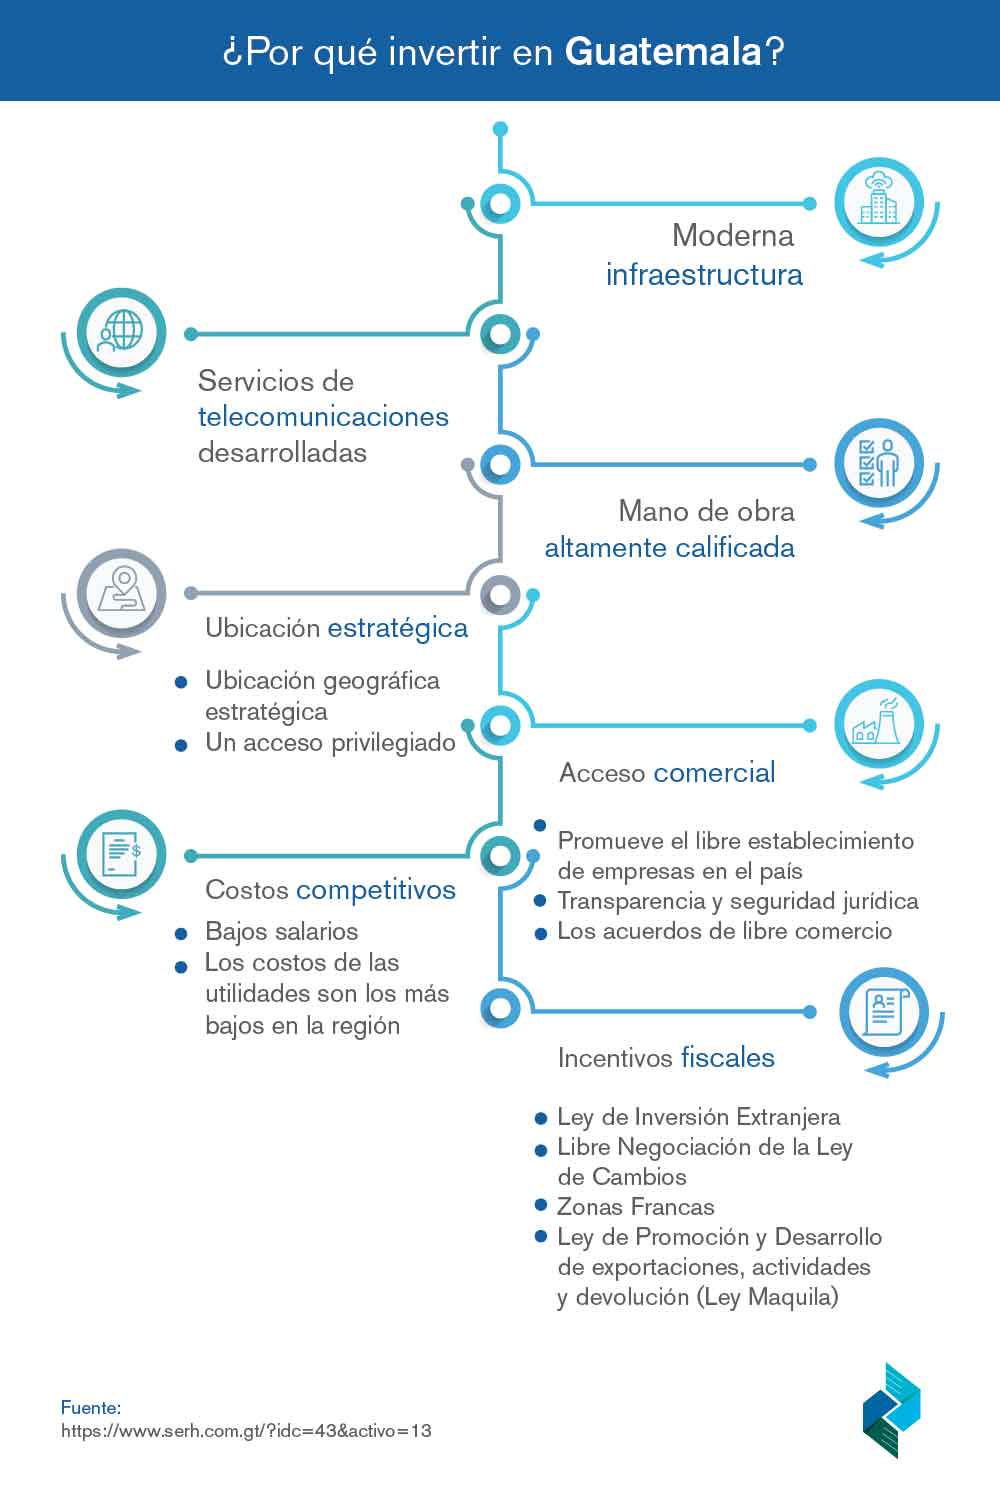 ¿Por qué invertir en Guatemala?
Moderna
infraestructura
Servicios de
telecomunicaciones
desarrolladas
Mano de obra
altamente calificada
Ubicación estratégica
Ubicación geográfica
estratégica
Un acceso privilegiado
Acceso comercial
Promueve el libre establecimiento
de empresas en el país
Transparencia y seguridad jurídica
Los acuerdos de libre comercio
Costos competitivos
Bajos salarios
Los costos de las
utilidades son los más
bajos en la región
Incentivos fiscales
Ley de Inversión Extranjera
Libre Negociación de la Ley
de Cambios
Zonas Francas
Ley de Promoción y Desarrollo
de exportaciones, actividades
y devolución (Ley Maquila)
Fuente:
https://www.serh.com.gt/?idc=43&activo=13